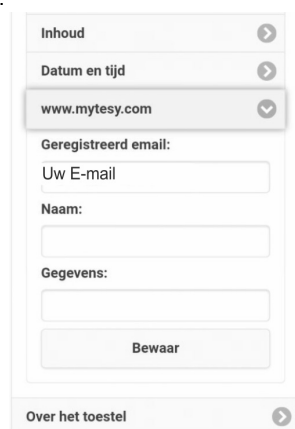 .
Inhoud
Datum en tijd
www.mytesy.com
Geregistreerd email:
Uw E-mail
Naam:
Gegevens:
Bewaar
Over het toestel